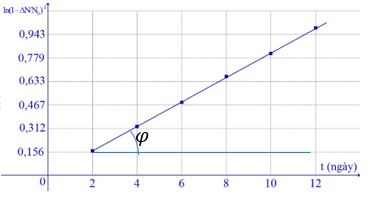 ln(1−ΔN/N₀)⁻¹
0,943
0,779
0,633
0,467
0,312
0,156
φ
t (ngày)
0
2 4 6 8 10 12